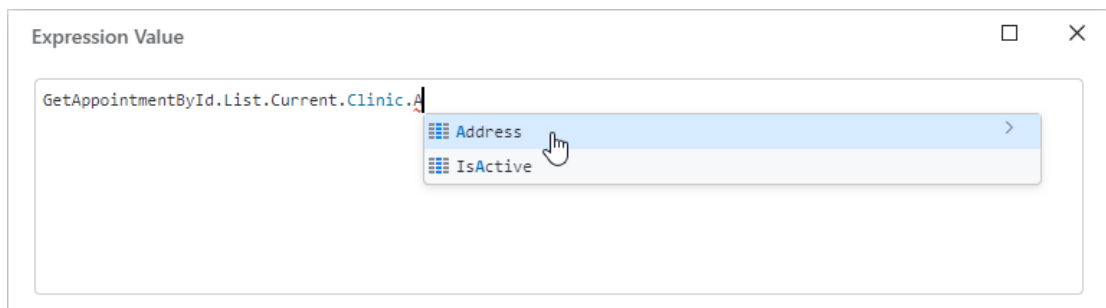 Expression Value
GetAppointmentById.List.Current.Clinic.A
Address
IsActive